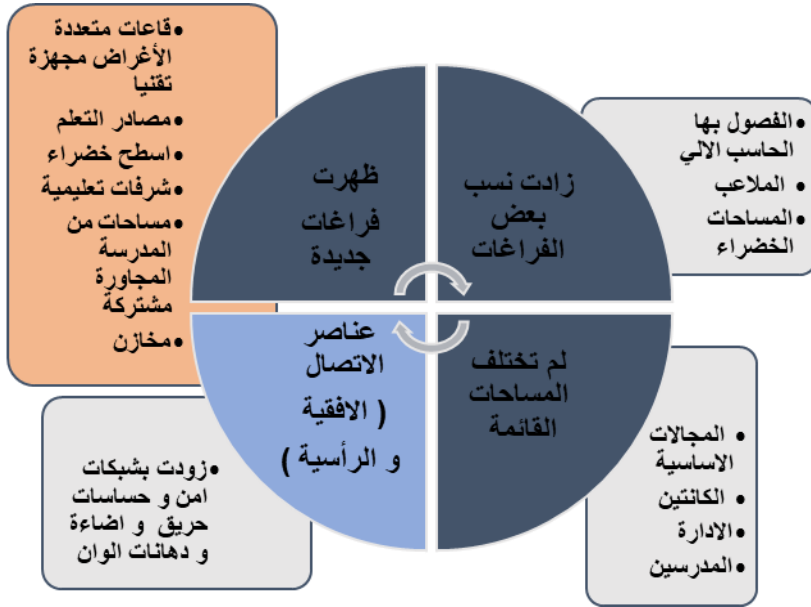 زادت نسب
بعض
الفراغات
• الفصول بها
الحاسب الالي
• الملاعب
• المساحات
الخضراء
ظهرت
فراغات
جديدة
• قاعات متعددة
الأغراض مجهزة
تقنيا
• مصادر التعلم
• اسطح خضراء
• شرفات تعليمية
• مساحات من
المدرسة
المجاورة
مشتركة
• مخازن
لم تختلف
المساحات
القائمة
• المجالات
الاساسية
• الكانتين
• الادارة
• المدرسين
عناصر
الاتصال
( الافقية
و الرأسية )
• زودت بشبكات
امن و حساسات
حريق و اضاءة
و دهانات الوان